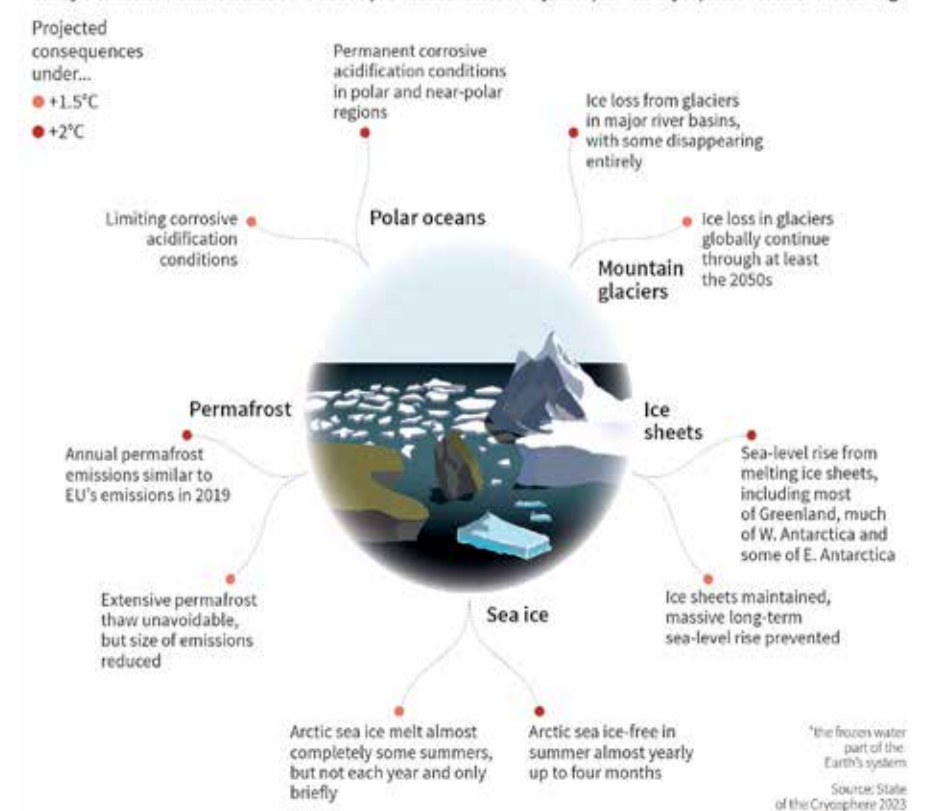 Projected
consequences
under...
+1.5°C
+2°C
Permanent corrosive
acidification conditions
in polar and near-polar
regions
Ice loss from glaciers
in major river basins,
with some disappearing
entirely
Limiting corrosive
acidification
conditions
Polar oceans
Ice loss in glaciers
globally continue
through at least
the 2050s
Mountain
glaciers
Permafrost
Annual permafrost
emissions similar to
EU's emissions in 2019
Ice
sheets
Sea-level rise from
melting ice sheets,
including most
of Greenland, much
of W. Antarctica and
some of E. Antarctica
Extensive permafrost
thaw unavoidable,
but size of emissions
reduced
Ice sheets maintained,
massive long-term
sea-level rise prevented
Sea ice
Arctic sea ice melt almost
completely some summers,
but not each year and only
briefly
Arctic sea ice-free in
summer almost yearly
up to four months
*the frozen water
part of the
Earth's system
Source: State
of the Cryosphere 2023